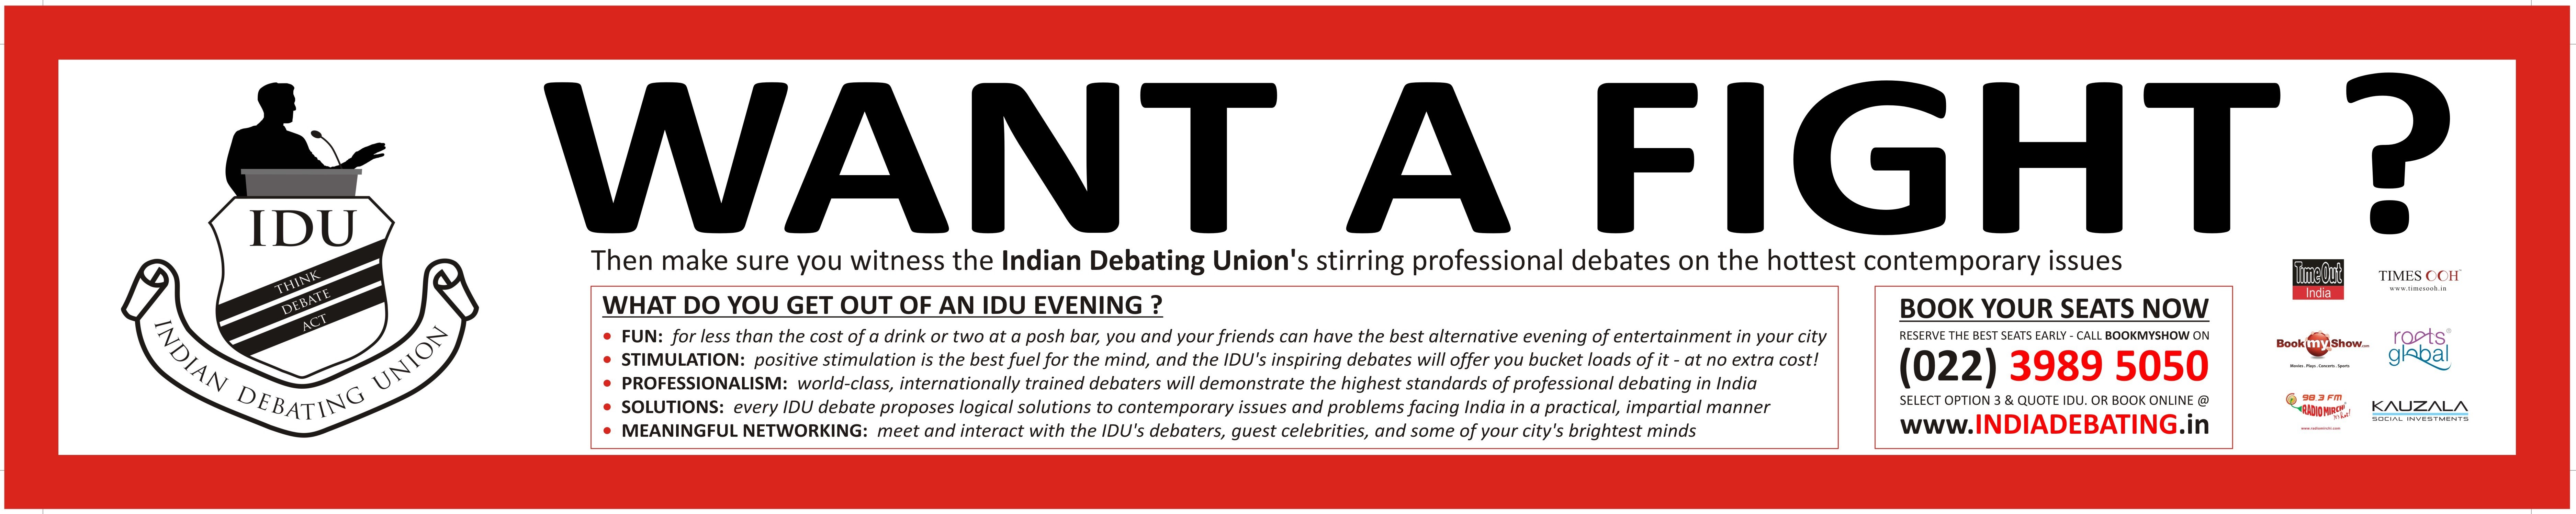 IDU
THINK
DEBATE
ACT
INDIAN DEBATING UNION
WANT A FIGHT ?
Then make sure you witness the Indian Debating Union's stirring professional debates on the hottest contemporary issues
WHAT DO YOU GET OUT OF AN IDU EVENING ?
• FUN: for less than the cost of a drink or two at a posh bar, you and your friends can have the best alternative evening of entertainment in your city
• STIMULATION: positive stimulation is the best fuel for the mind, and the IDU's inspiring debates will offer you bucket loads of it - at no extra cost!
• PROFESSIONALISM: world-class, internationally trained debaters will demonstrate the highest standards of professional debating in India
• SOLUTIONS: every IDU debate proposes logical solutions to contemporary issues and problems facing India in a practical, impartial manner
• MEANINGFUL NETWORKING: meet and interact with the IDU's debaters, guest celebrities, and some of your city's brightest minds
BOOK YOUR SEATS NOW
RESERVE THE BEST SEATS EARLY - CALL BOOKMYSHOW ON
(022) 3989 5050
SELECT OPTION 3 & QUOTE IDU. OR BOOK ONLINE @
www.INDIADEBATING.in
TimeOut
India
TIMES OOH
www.timesooh.in
BookmyShow.com
Movies . Plays . Concerts . Sports
roots®
global
98.3 FM
RADIO MIRCHI
It's hot!
www.radiomirchi.com
KAUZALA
SOCIAL INVESTMENTS